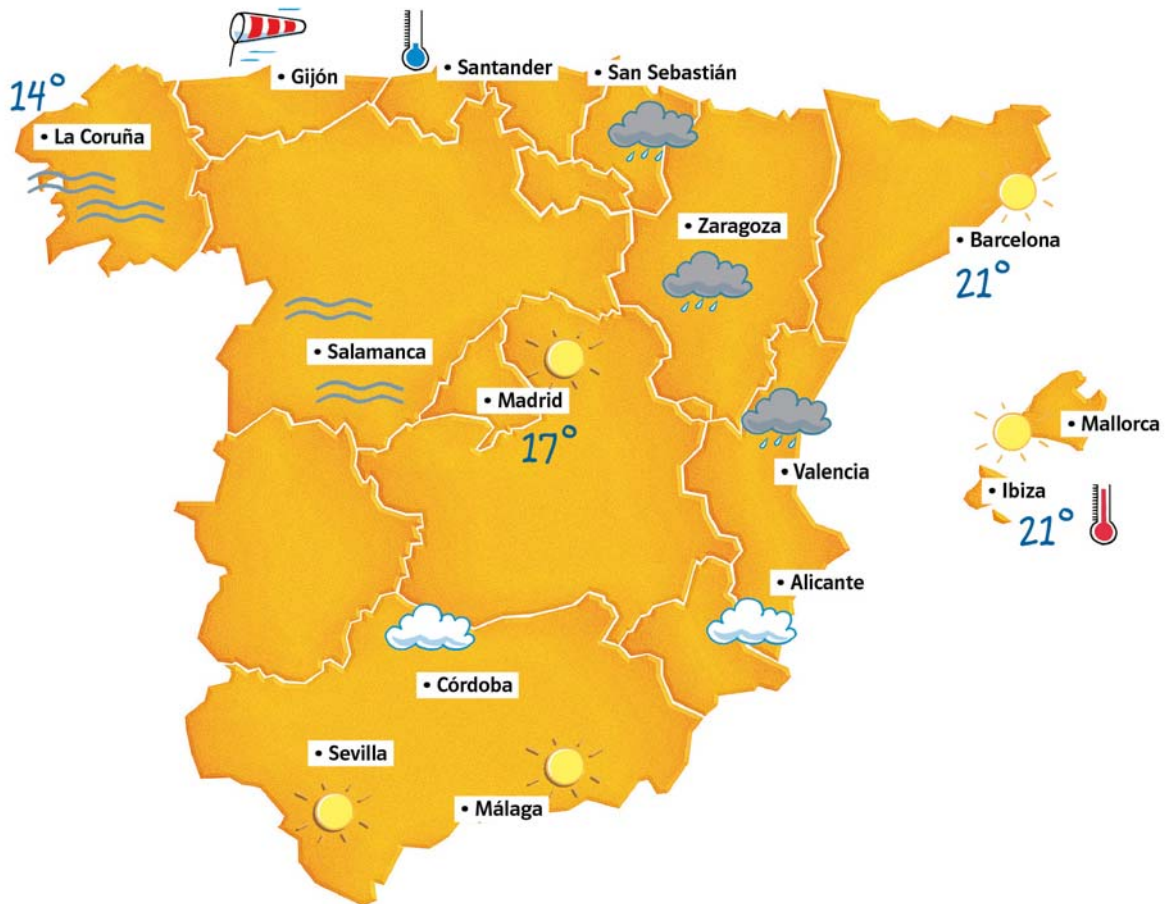 • Gijón
• Santander
• San Sebastián
14°
• La Coruña
• Zaragoza
• Barcelona
21°
• Salamanca
• Madrid
17°
• Mallorca
• Valencia
• Ibiza
21°
• Alicante
• Córdoba
• Sevilla
• Málaga